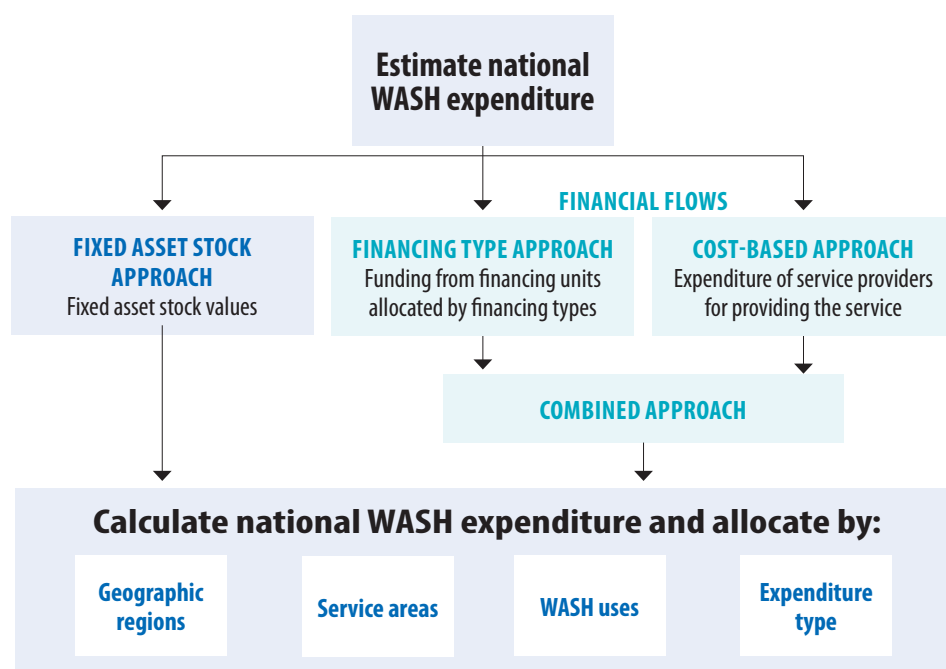 Estimate national
WASH expenditure
FINANCIAL FLOWS
FIXED ASSET STOCK
APPROACH
Fixed asset stock values
FINANCING TYPE APPROACH
Funding from financing units
allocated by financing types
COST-BASED APPROACH
Expenditure of service providers
for providing the service
COMBINED APPROACH
Calculate national WASH expenditure and allocate by:
Geographic
regions
Service areas
WASH uses
Expenditure
type